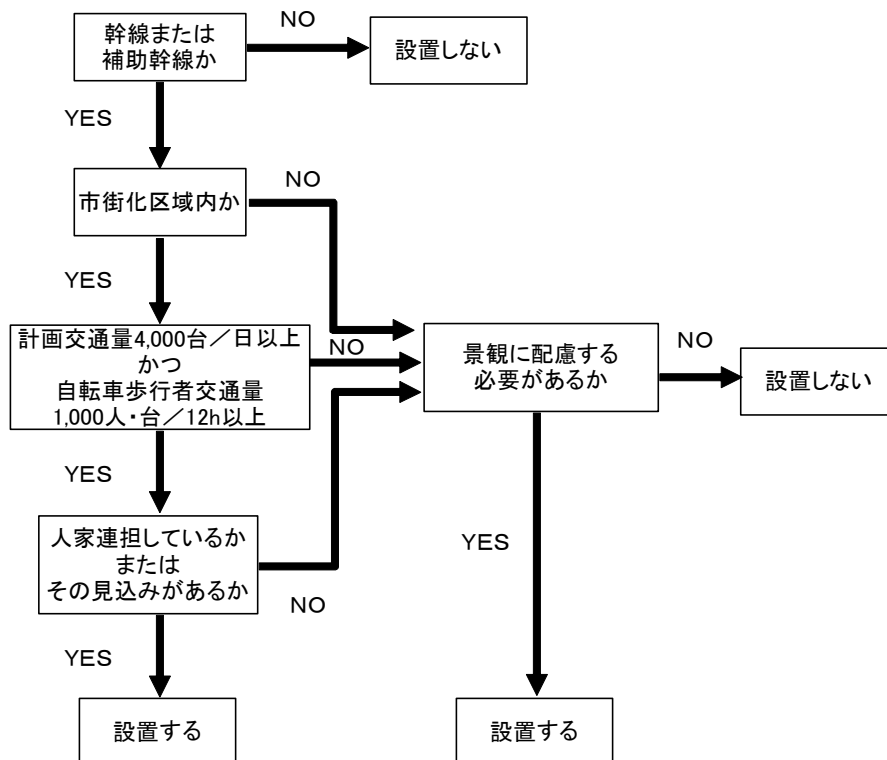 幹線または
補助幹線か
NO
設置しない
YES
市街化区域内か
NO
YES
計画交通量4,000台／日以上
かつ
自転車歩行者交通量
1,000人・台／12h以上
NO
景観に配慮する
必要があるか
NO
設置しない
YES
人家連担しているか
または
その見込みがあるか
NO
YES
YES
設置する
設置する